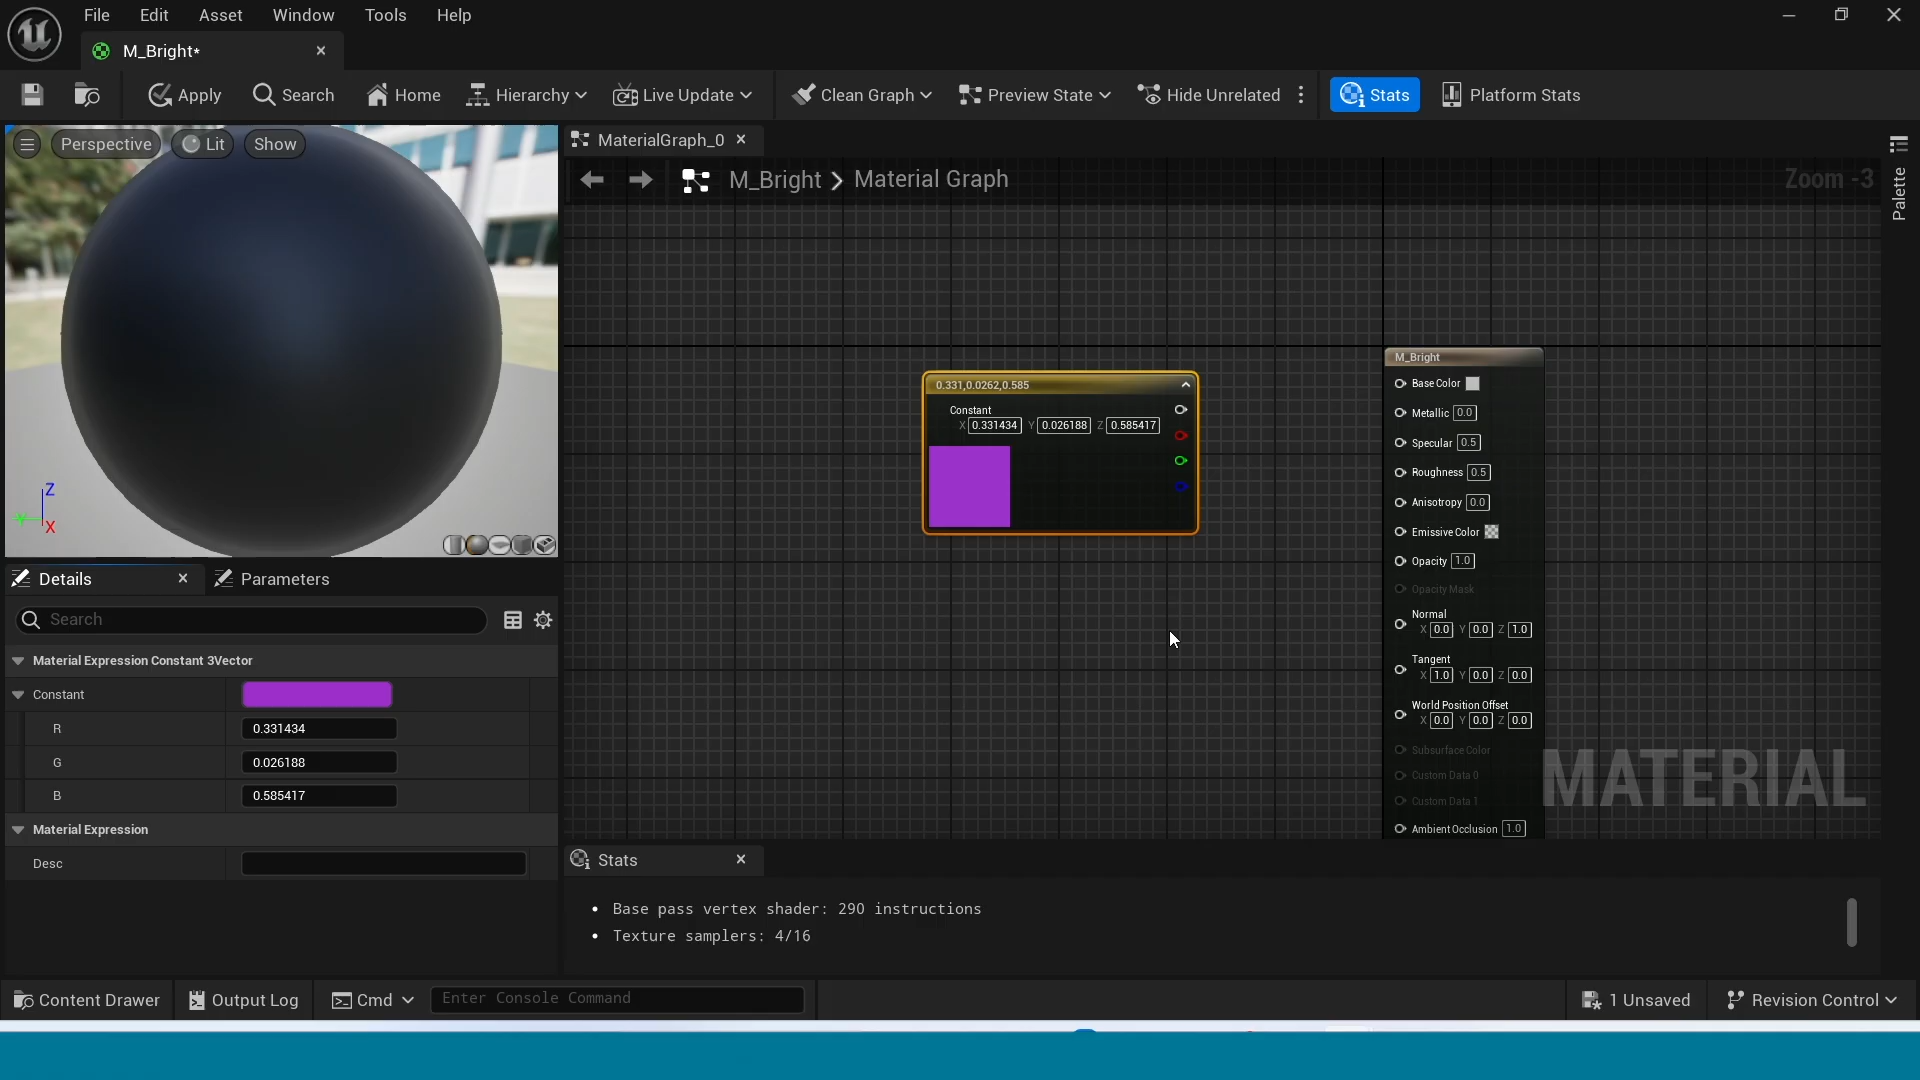 File Edit Asset Window Tools Help
M_Bright*
Apply Search Home Hierarchy Live Update Clean Graph Preview State Hide Unrelated Stats Platform Stats
Perspective Lit Show
MaterialGraph_0
M_Bright > Material Graph
Zoom -3
Palette
Z
Y
X
0.331,0.0262,0.585
Constant
X 0.331434 Y 0.026188 Z 0.585417
M_Bright
Base Color
Metallic 0.0
Specular 0.5
Roughness 0.5
Anisotropy 0.0
Emissive Color
Opacity 1.0
Opacity Mask
Normal
X 0.0 Y 0.0 Z 1.0
Tangent
X 1.0 Y 0.0 Z 0.0
World Position Offset
X 0.0 Y 0.0 Z 0.0
Subsurface Color
Custom Data 0
Custom Data 1
Ambient Occlusion 1.0
MATERIAL
Details Parameters
Search
Material Expression Constant 3Vector
Constant
R 0.331434
G 0.026188
B 0.585417
Material Expression
Desc
Stats
• Base pass vertex shader: 290 instructions
• Texture samplers: 4/16
Content Drawer Output Log Cmd Enter Console Command 1 Unsaved Revision Control